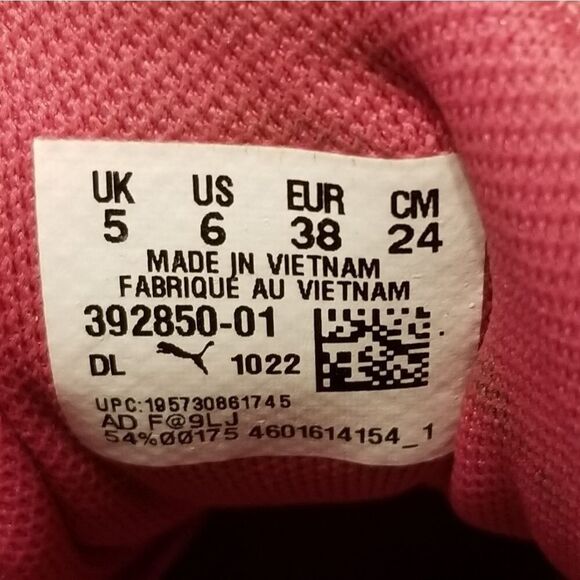 UK US EUR CM
5 6 38 24
MADE IN VIETNAM
FABRIQUÉ AU VIETNAM
392850-01
DL 1022
UPC:195730861745
AD F@9LJ
54%00175 4601614154_1